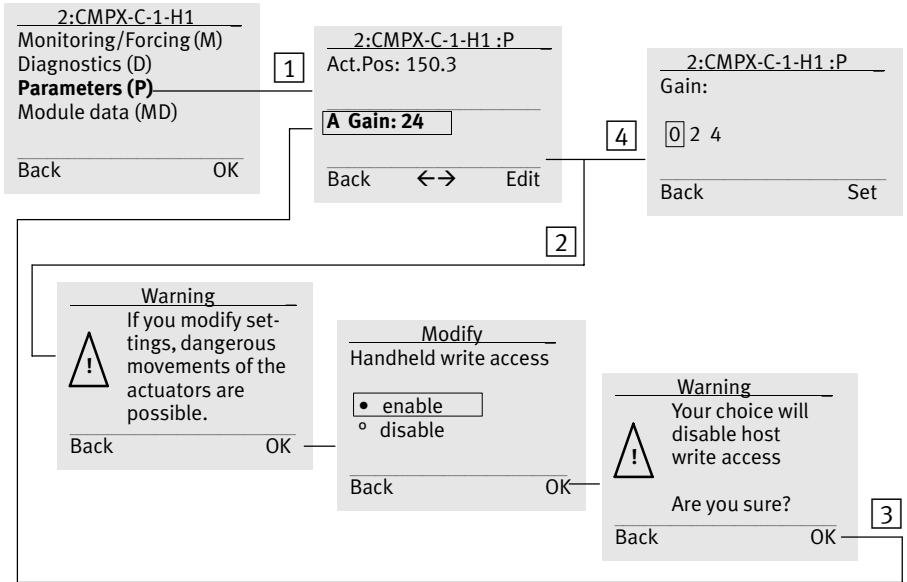 2:CMPX-C-1-H1
Monitoring/Forcing (M)
Diagnostics (D)
Parameters (P)
Module data (MD)
Back OK
1
2:CMPX-C-1-H1 :P
Act.Pos: 150.3
A Gain: 24
Back ←→ Edit
4
2:CMPX-C-1-H1 :P
Gain:
0 2 4
Back Set
2
Warning
If you modify set-
tings, dangerous
movements of the
actuators are
possible.
!
Back OK
Modify
Handheld write access
• enable
° disable
Back OK
Warning
Your choice will
disable host
write access
!
Are you sure?
Back OK
3